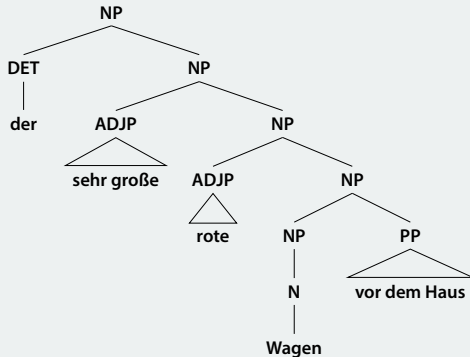 NP
DET NP
der ADJP NP
sehr große ADJP NP
rote NP PP
N vor dem Haus
Wagen